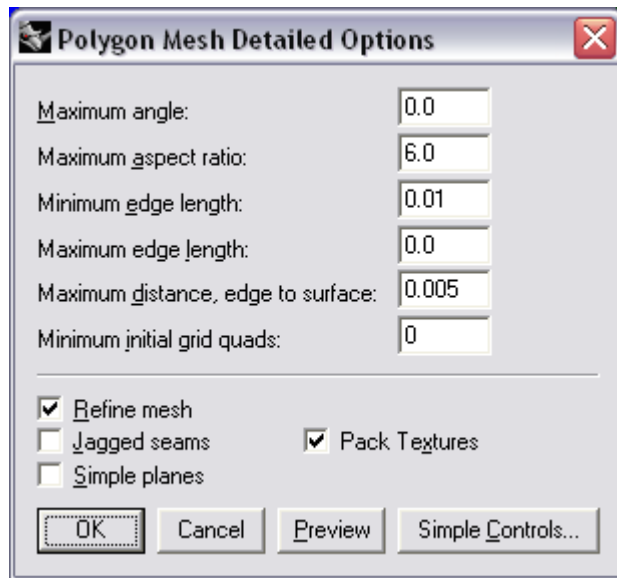 Polygon Mesh Detailed Options
Maximum angle: 0.0
Maximum aspect ratio: 6.0
Minimum edge length: 0.01
Maximum edge length: 0.0
Maximum distance, edge to surface: 0.005
Minimum initial grid quads: 0
Refine mesh
Jagged seams Pack Textures
Simple planes
OK Cancel Preview Simple Controls...